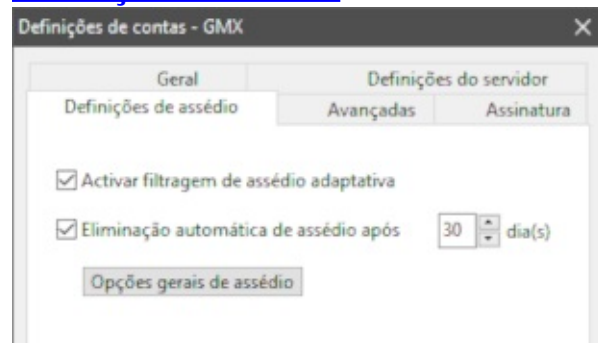 Definições de contas - GMX
Geral Definições do servidor
Definições de assédio Avançadas Assinatura
Activar filtragem de assédio adaptativa
Eliminação automática de assédio após 30 dia(s)
Opções gerais de assédio